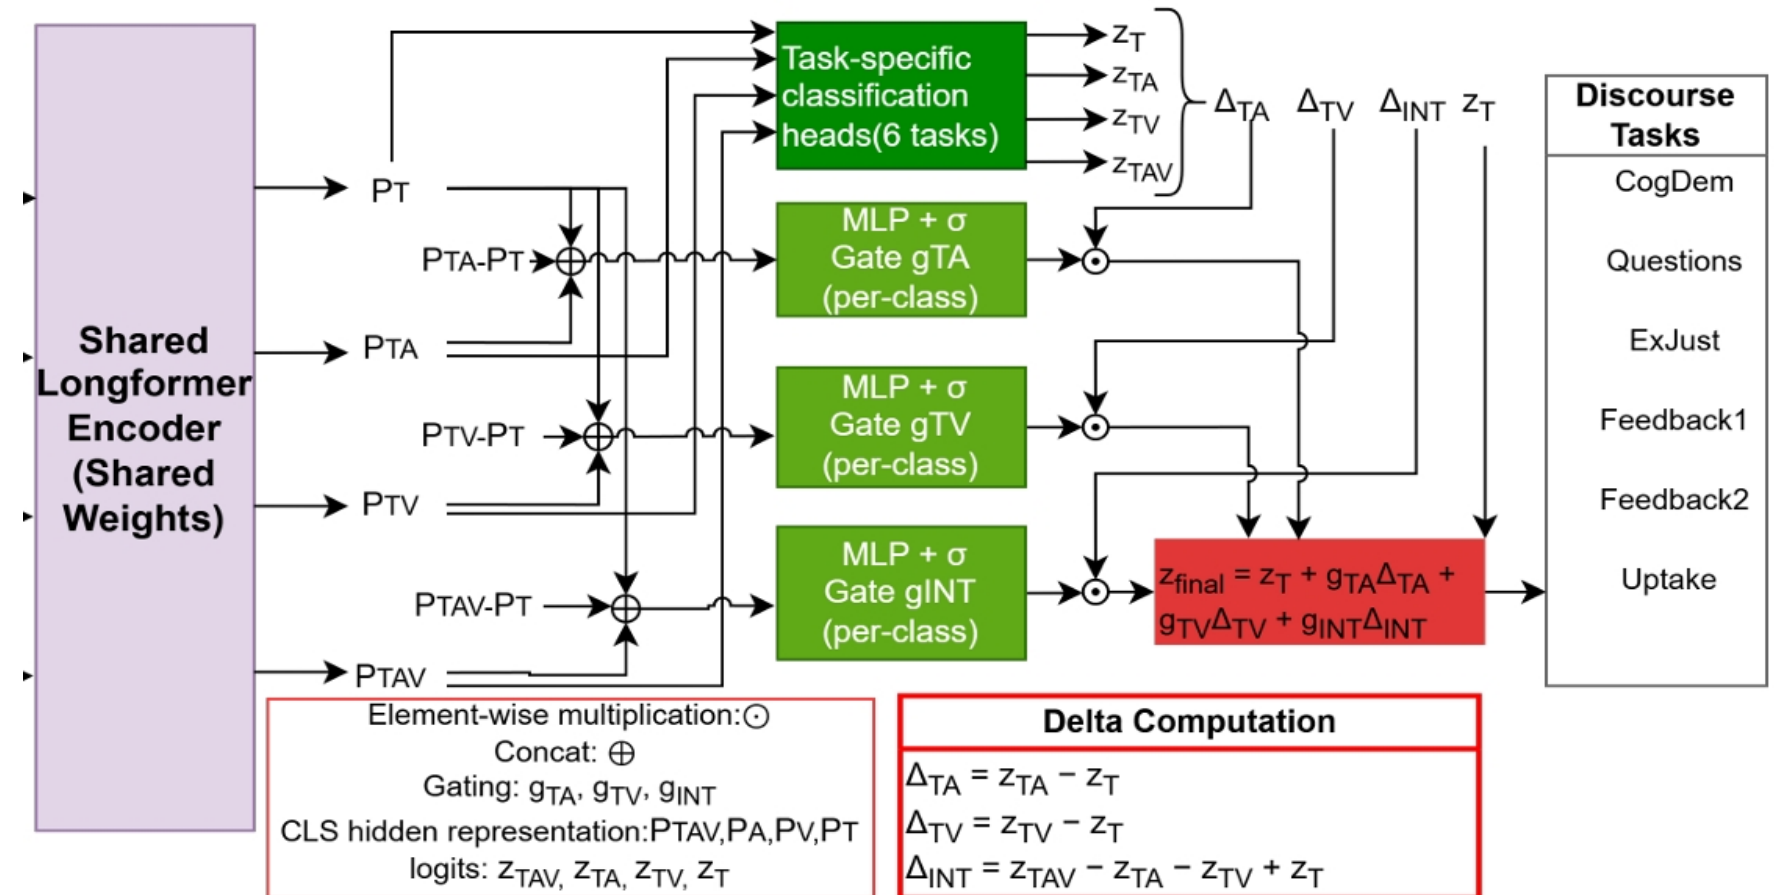 Shared
Longformer
Encoder
(Shared
Weights)
PT
PTA-PT
PTA
PTV-PT
PTV
PTAV-PT
PTAV
Task-specific
classification
heads(6 tasks)
MLP + σ
Gate gTA
(per-class)
MLP + σ
Gate gTV
(per-class)
MLP + σ
Gate gINT
(per-class)
zT
zTA
zTV
zTAV
ΔTA ΔTV ΔINT zT
zfinal = zT + gTAΔTA +
gTVΔTV + gINTΔINT
Discourse
Tasks
CogDem
Questions
ExJust
Feedback1
Feedback2
Uptake
Element-wise multiplication:⊙
Concat: ⊕
Gating: gTA, gTV, gINT
CLS hidden representation:PTAV,PA,PV,PT
logits: zTAV, zTA, zTV, zT
Delta Computation
ΔTA = zTA − zT
ΔTV = zTV − zT
ΔINT = zTAV − zTA − zTV + zT